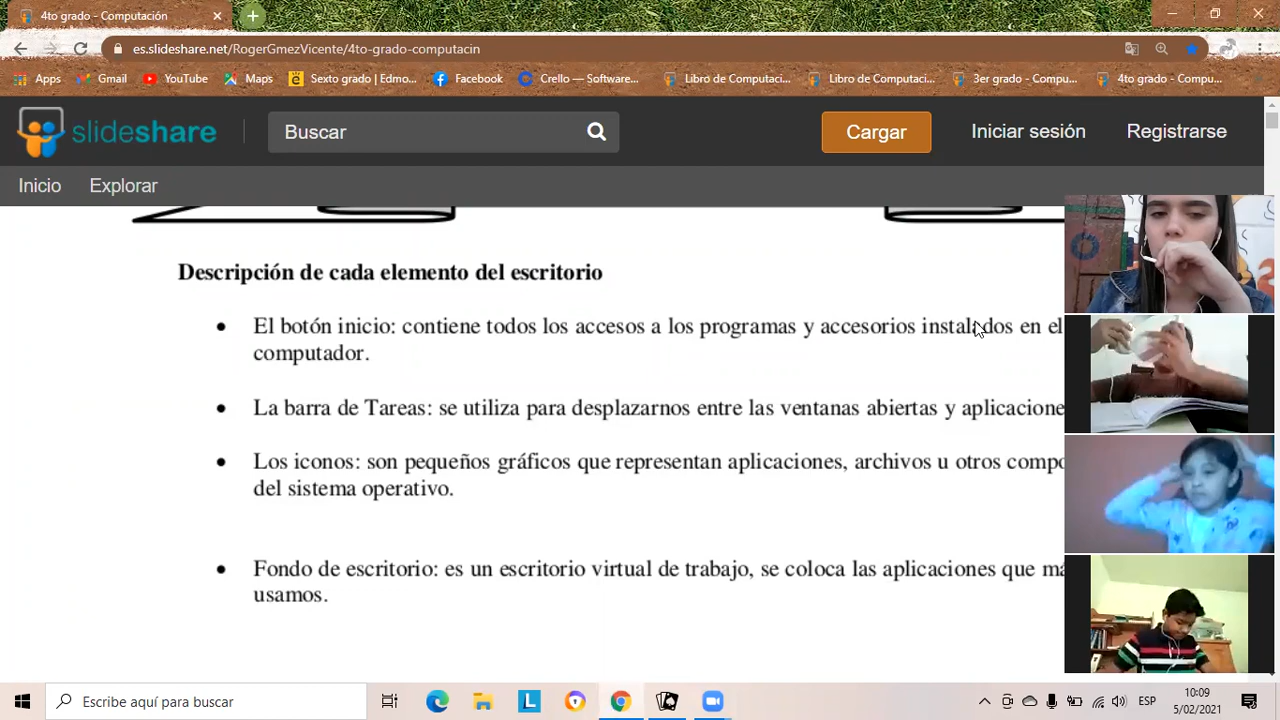 4to grado - Computación
es.slideshare.net/RogerGmezVicente/4to-grado-computacin
Apps Gmail YouTube Maps Sexto grado | Edmo... Facebook Crello — Software... Libro de Computaci... Libro de Computaci... 3er grado - Compu... 4to grado - Compu...
slideshare Buscar Cargar Iniciar sesión Registrarse
Inicio Explorar
Descripción de cada elemento del escritorio
• El botón inicio: contiene todos los accesos a los programas y accesorios instalados en el
computador.
• La barra de Tareas: se utiliza para desplazarnos entre las ventanas abiertas y aplicacione
• Los iconos: son pequeños gráficos que representan aplicaciones, archivos u otros compo
del sistema operativo.
• Fondo de escritorio: es un escritorio virtual de trabajo, se coloca las aplicaciones que má
usamos.
Escribe aquí para buscar
ESP
10:09
5/02/2021